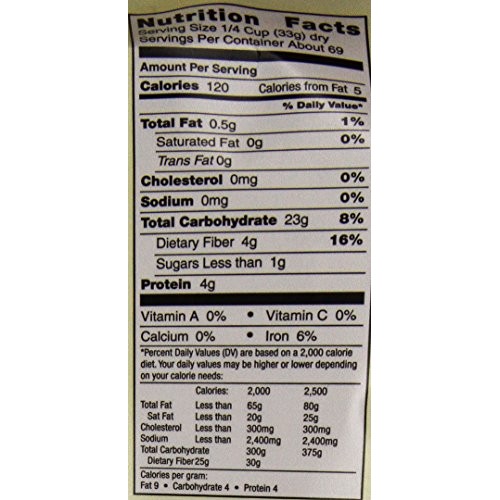 Nutrition Facts
Serving Size 1/4 Cup (33g) dry
Servings Per Container About 69
Amount Per Serving
Calories 120 Calories from Fat 5
% Daily Value*
Total Fat 0.5g 1%
Saturated Fat 0g 0%
Trans Fat 0g
Cholesterol 0mg 0%
Sodium 0mg 0%
Total Carbohydrate 23g 8%
Dietary Fiber 4g 16%
Sugars Less than 1g
Protein 4g
Vitamin A 0% • Vitamin C 0%
Calcium 0% • Iron 6%
*Percent Daily Values (DV) are based on a 2,000 calorie
diet. Your daily values may be higher or lower depending
on your calorie needs:
Calories: 2,000 2,500
Total Fat Less than 65g 80g
Sat Fat Less than 20g 25g
Cholesterol Less than 300mg 300mg
Sodium Less than 2,400mg 2,400mg
Total Carbohydrate 300g 375g
Dietary Fiber 25g 30g
Calories per gram:
Fat 9 • Carbohydrate 4 • Protein 4